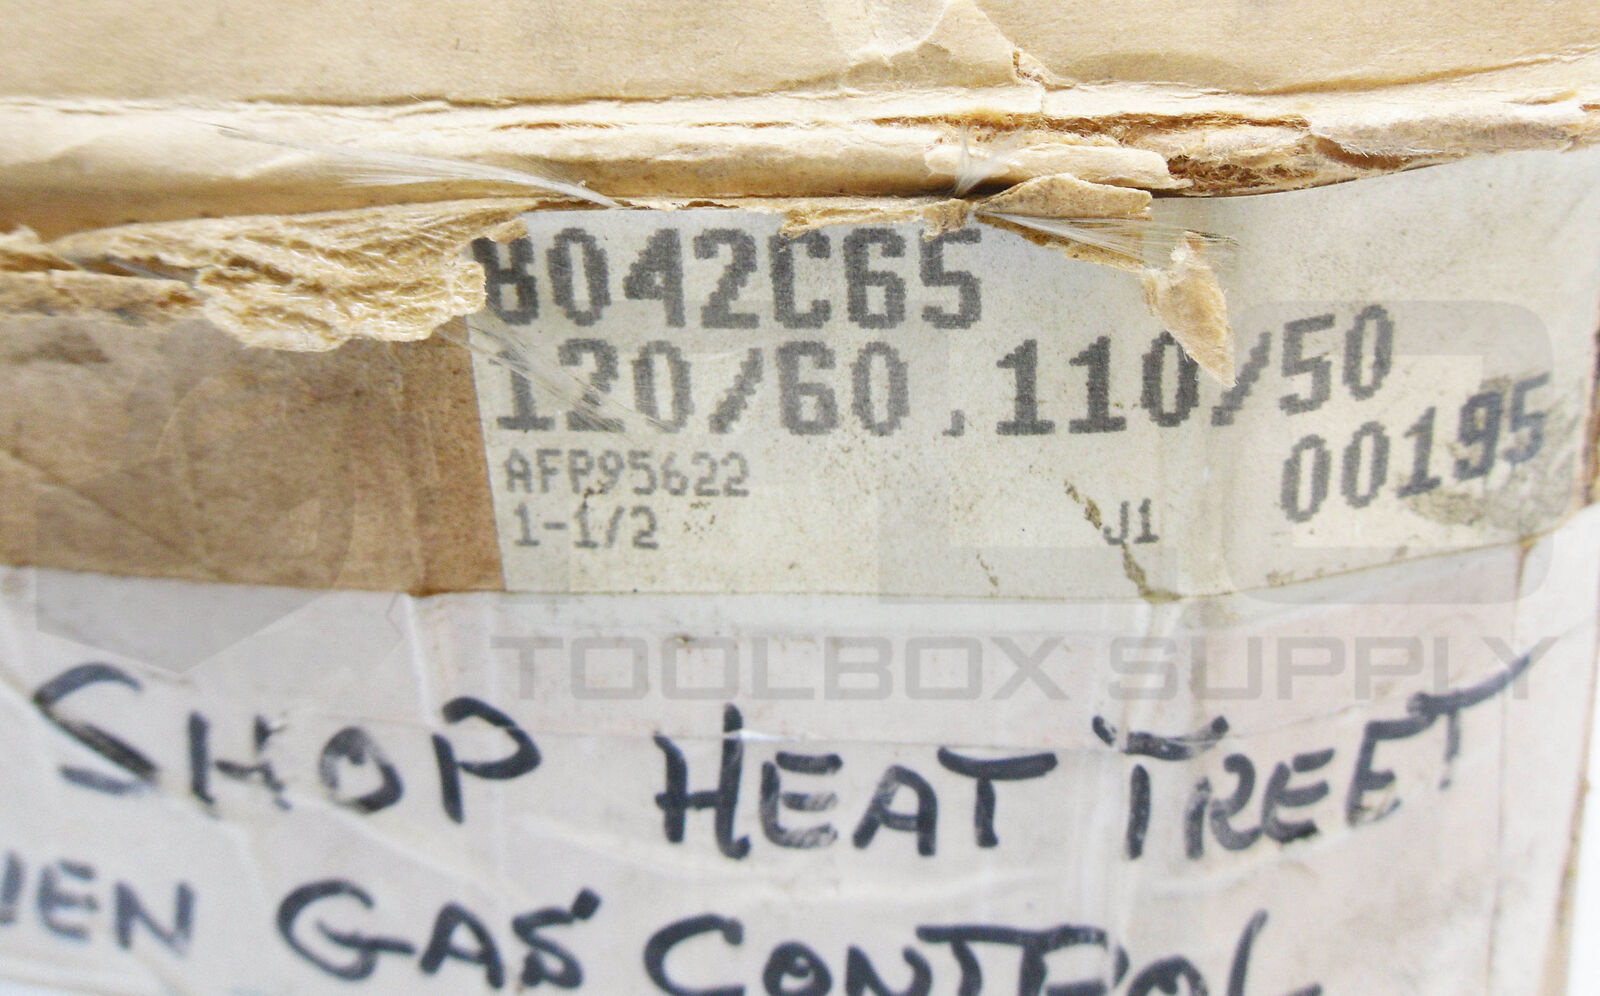 8042C65
120/60,110/50
AFP95622 00195
1-1/2 J1
TOOLBOX SUPPLY
SHOP HEAT TREET
GAS CONTROL